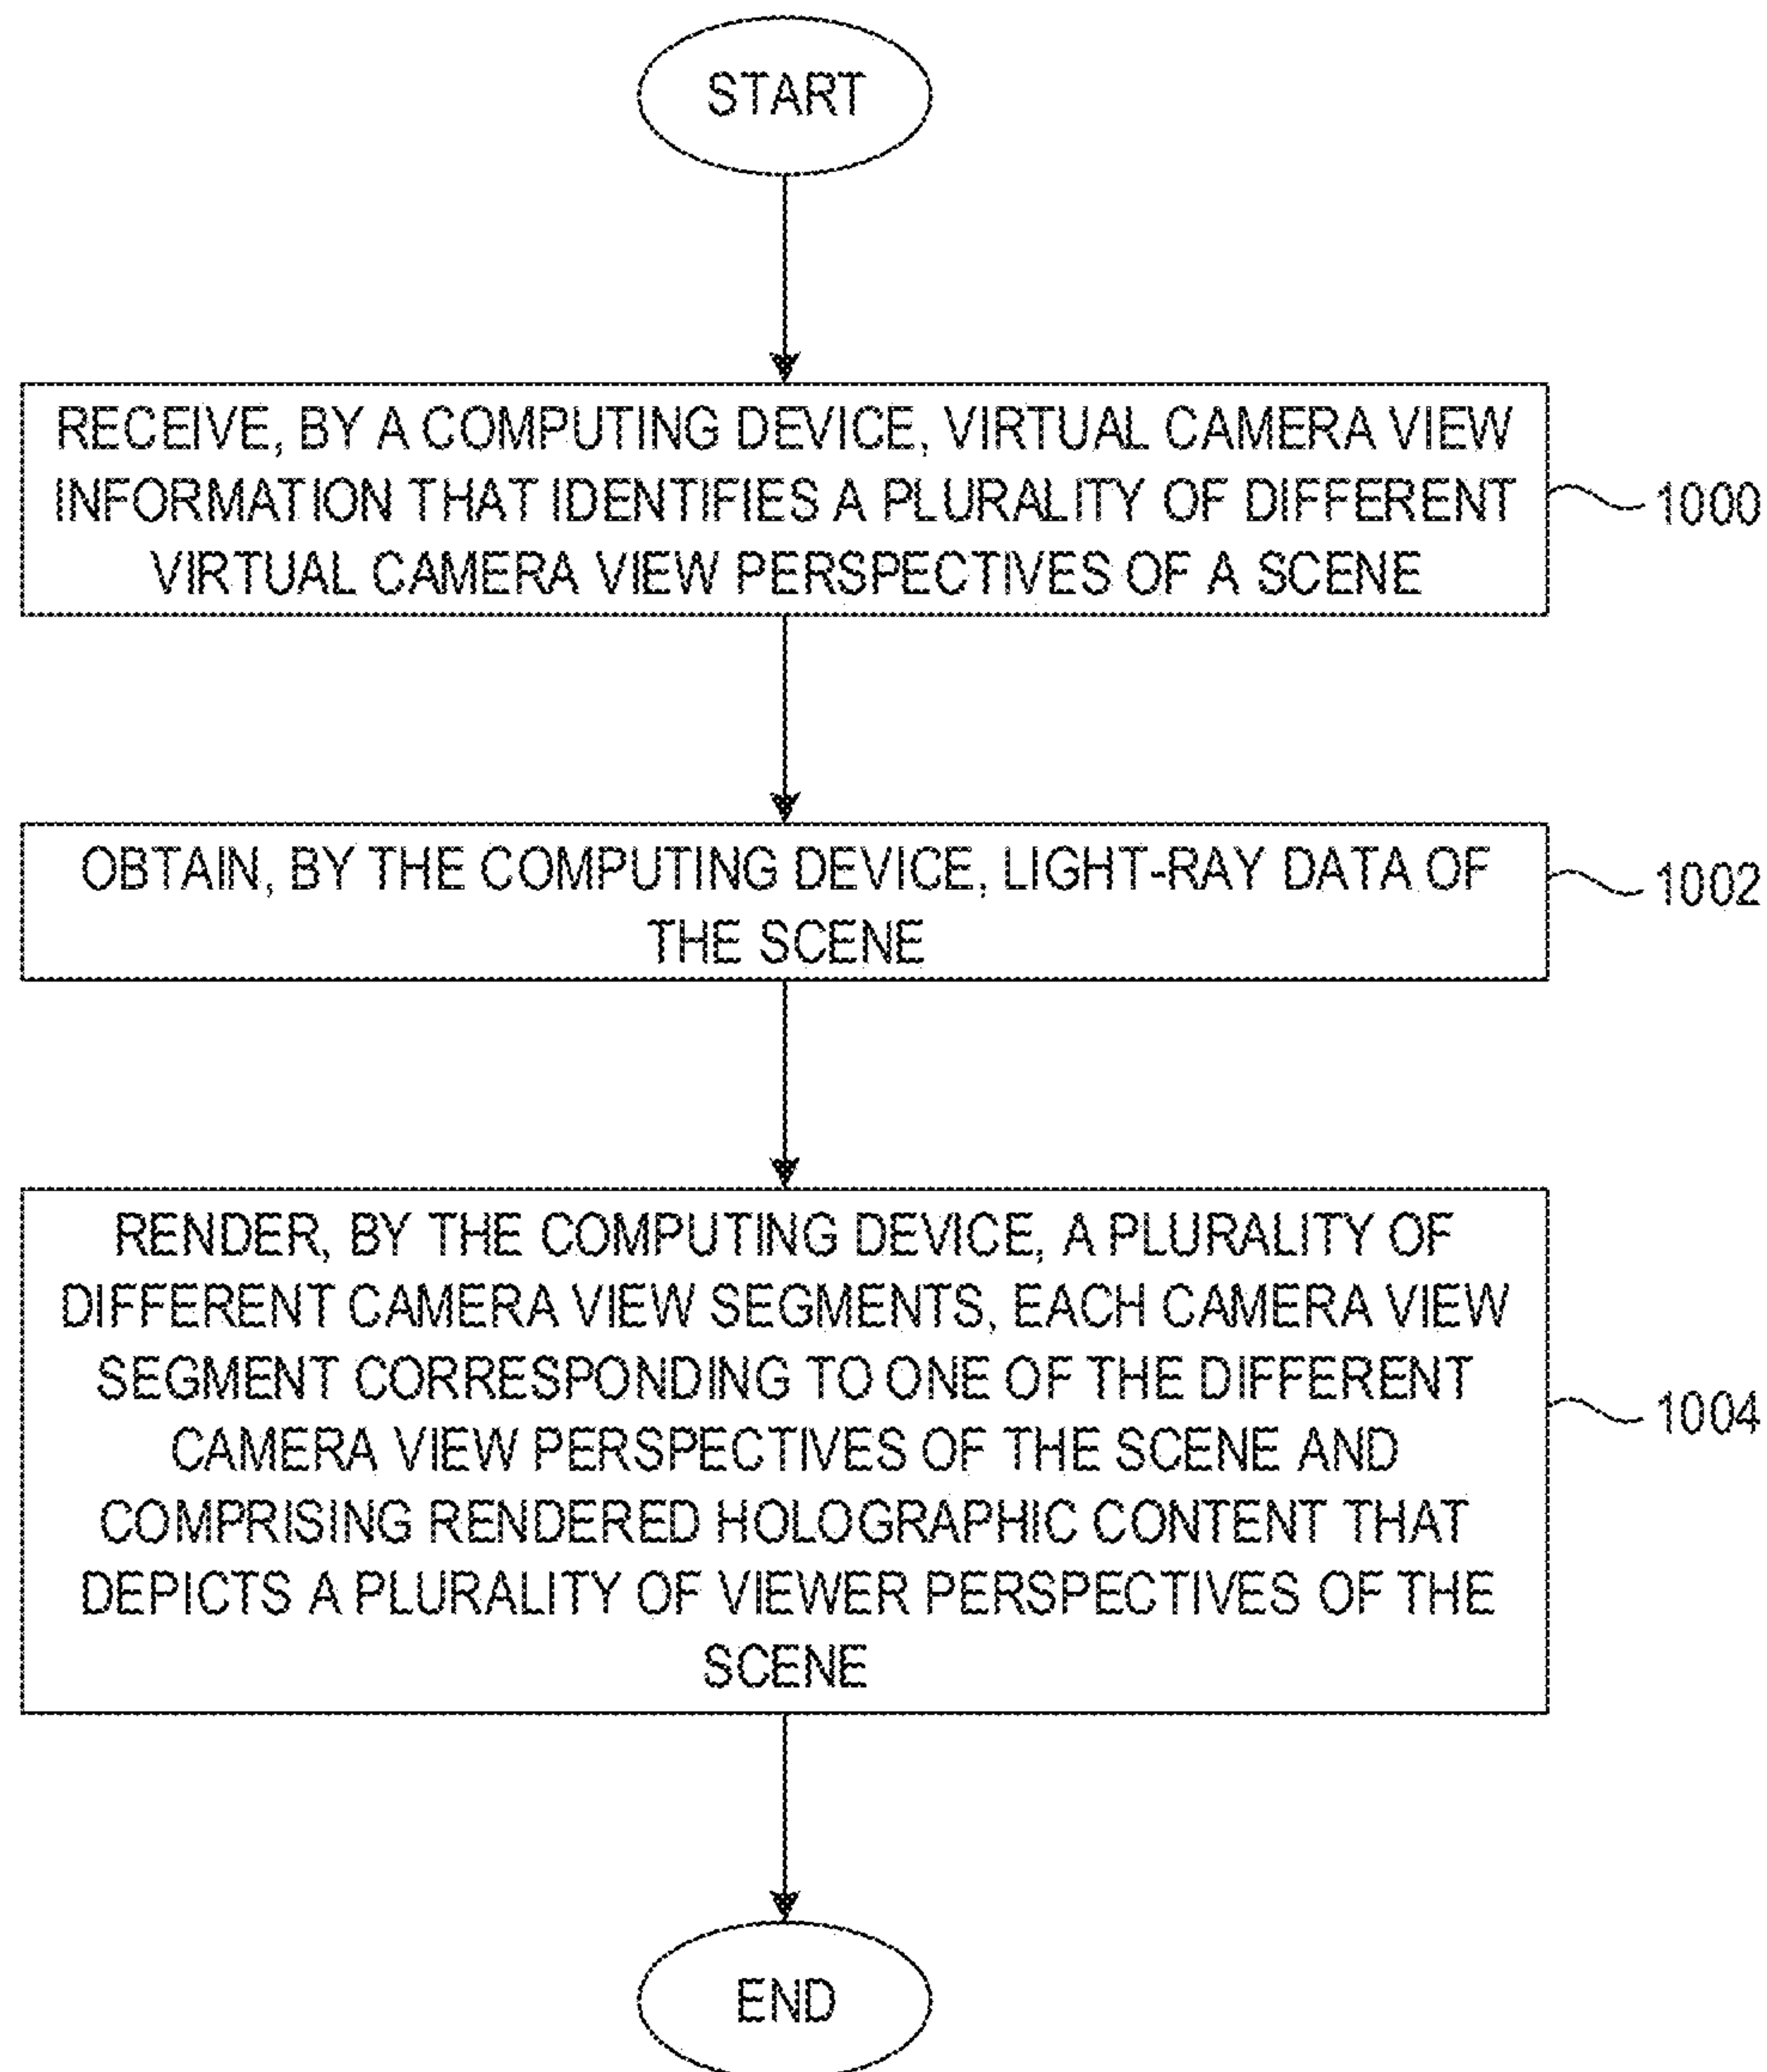 START
RECEIVE, BY A COMPUTING DEVICE, VIRTUAL CAMERA VIEW
INFORMATION THAT IDENTIFIES A PLURALITY OF DIFFERENT
VIRTUAL CAMERA VIEW PERSPECTIVES OF A SCENE
1000
OBTAIN, BY THE COMPUTING DEVICE, LIGHT-RAY DATA OF
THE SCENE
1002
RENDER, BY THE COMPUTING DEVICE, A PLURALITY OF
DIFFERENT CAMERA VIEW SEGMENTS, EACH CAMERA VIEW
SEGMENT CORRESPONDING TO ONE OF THE DIFFERENT
CAMERA VIEW PERSPECTIVES OF THE SCENE AND
COMPRISING RENDERED HOLOGRAPHIC CONTENT THAT
DEPICTS A PLURALITY OF VIEWER PERSPECTIVES OF THE
SCENE
1004
END